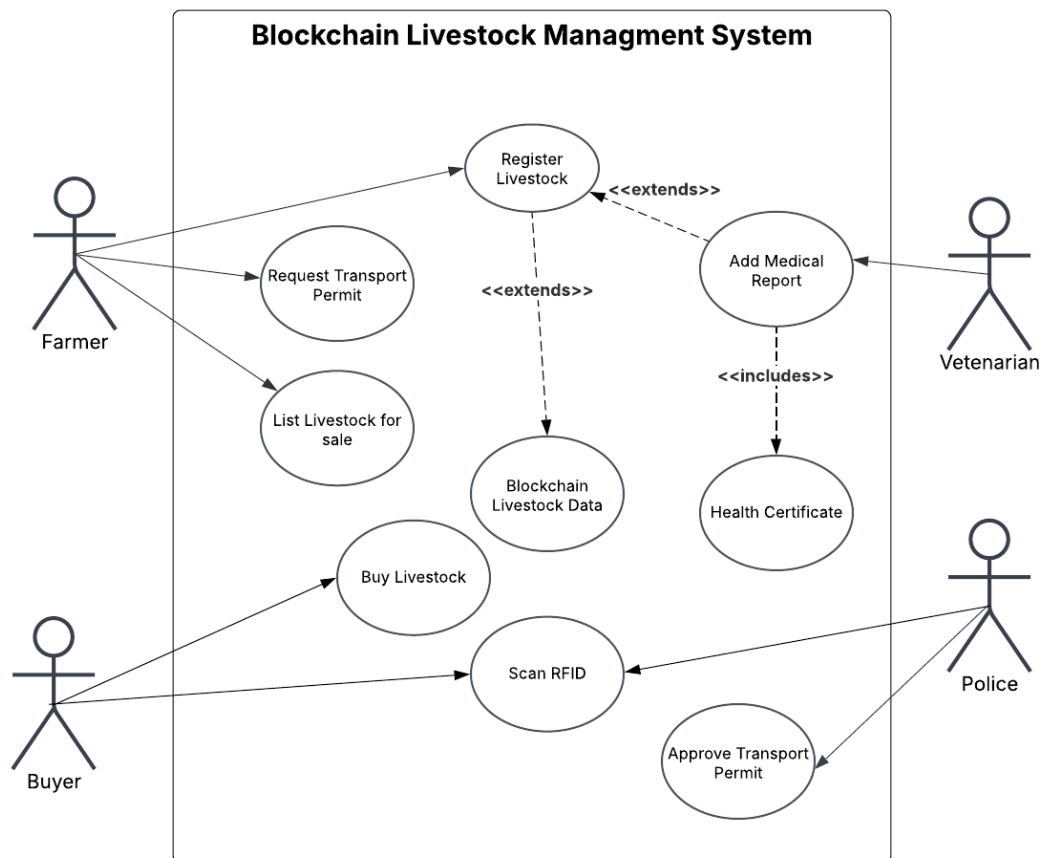 Blockchain Livestock Managment System
Register
Livestock
<<extends>>
Request Transport
Permit
Add Medical
Report
<<extends>>
Farmer
Vetenarian
<<includes>>
List Livestock for
sale
Blockchain
Livestock Data
Health Certificate
Buy Livestock
Scan RFID
Police
Approve Transport
Permit
Buyer